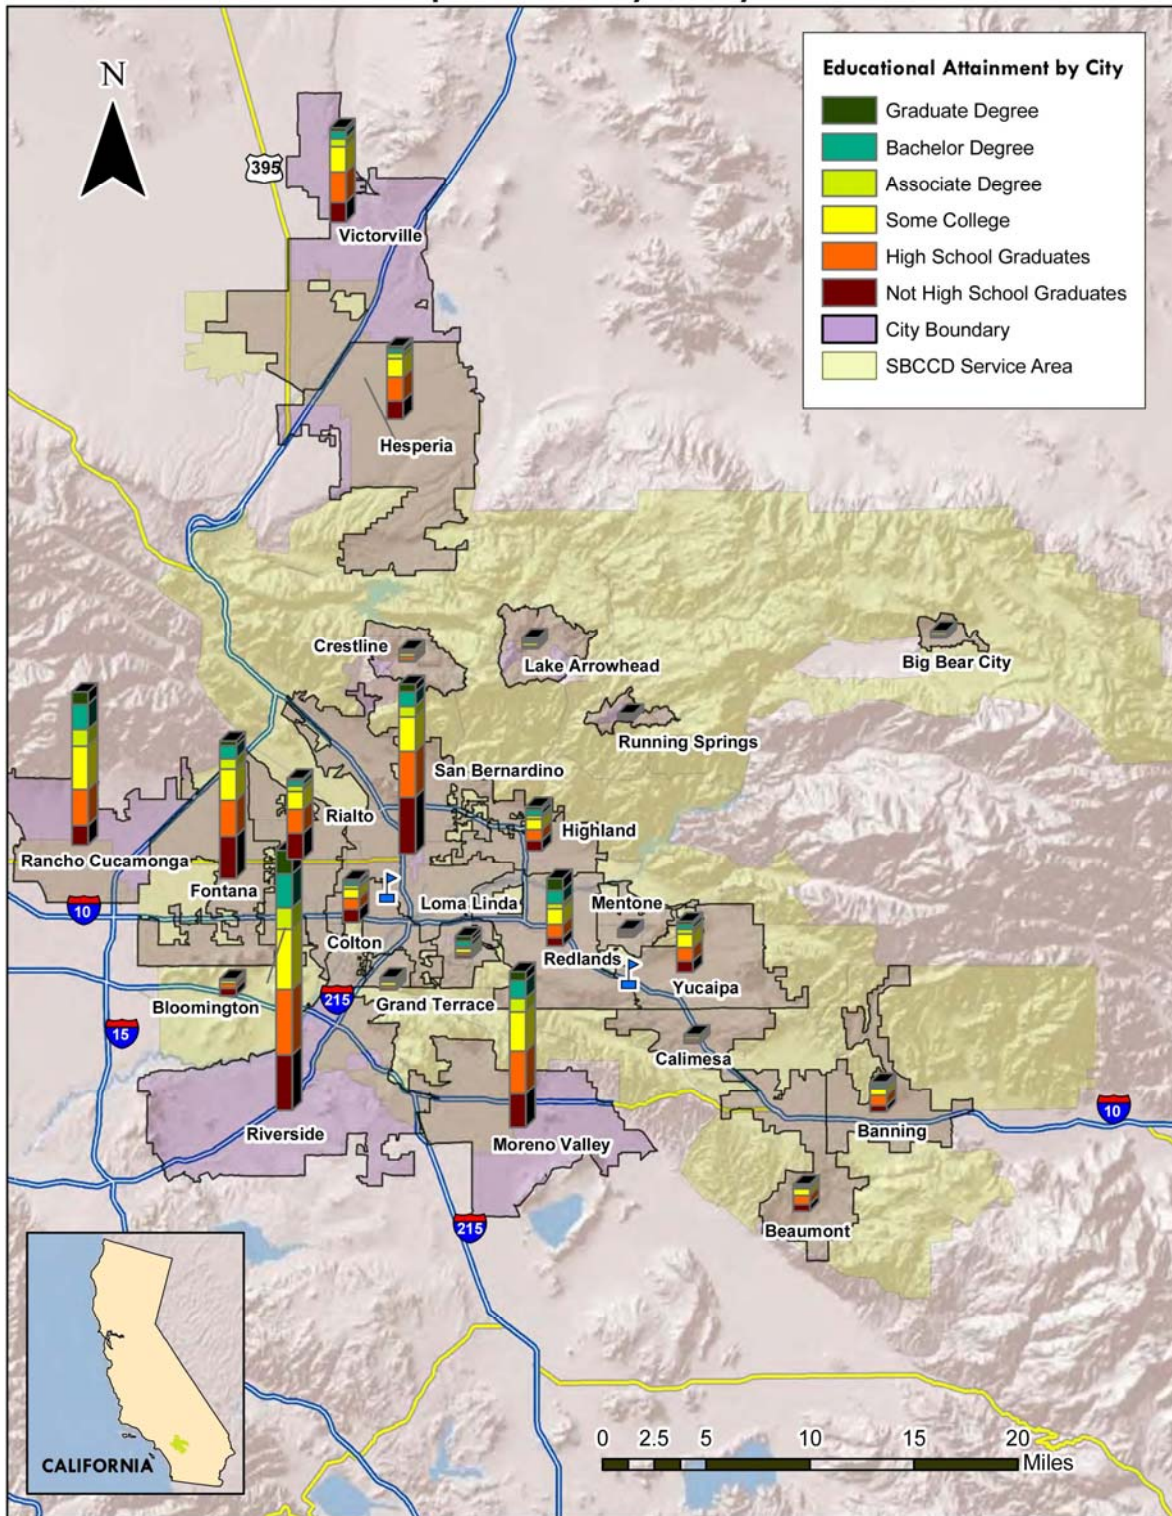 N
Educational Attainment by City
Graduate Degree
Bachelor Degree
Associate Degree
Some College
High School Graduates
Not High School Graduates
City Boundary
SBCCD Service Area
395
Victorville
Hesperia
Crestline
Lake Arrowhead
Big Bear City
Running Springs
San Bernardino
Rialto
Highland
Rancho Cucamonga
Fontana
10
Loma Linda
Mentone
Colton
Redlands
Yucaipa
Bloomington
215
Grand Terrace
15
Calimesa
Riverside
Moreno Valley
Banning
10
215
Beaumont
CALIFORNIA
0 2.5 5 10 15 20
Miles